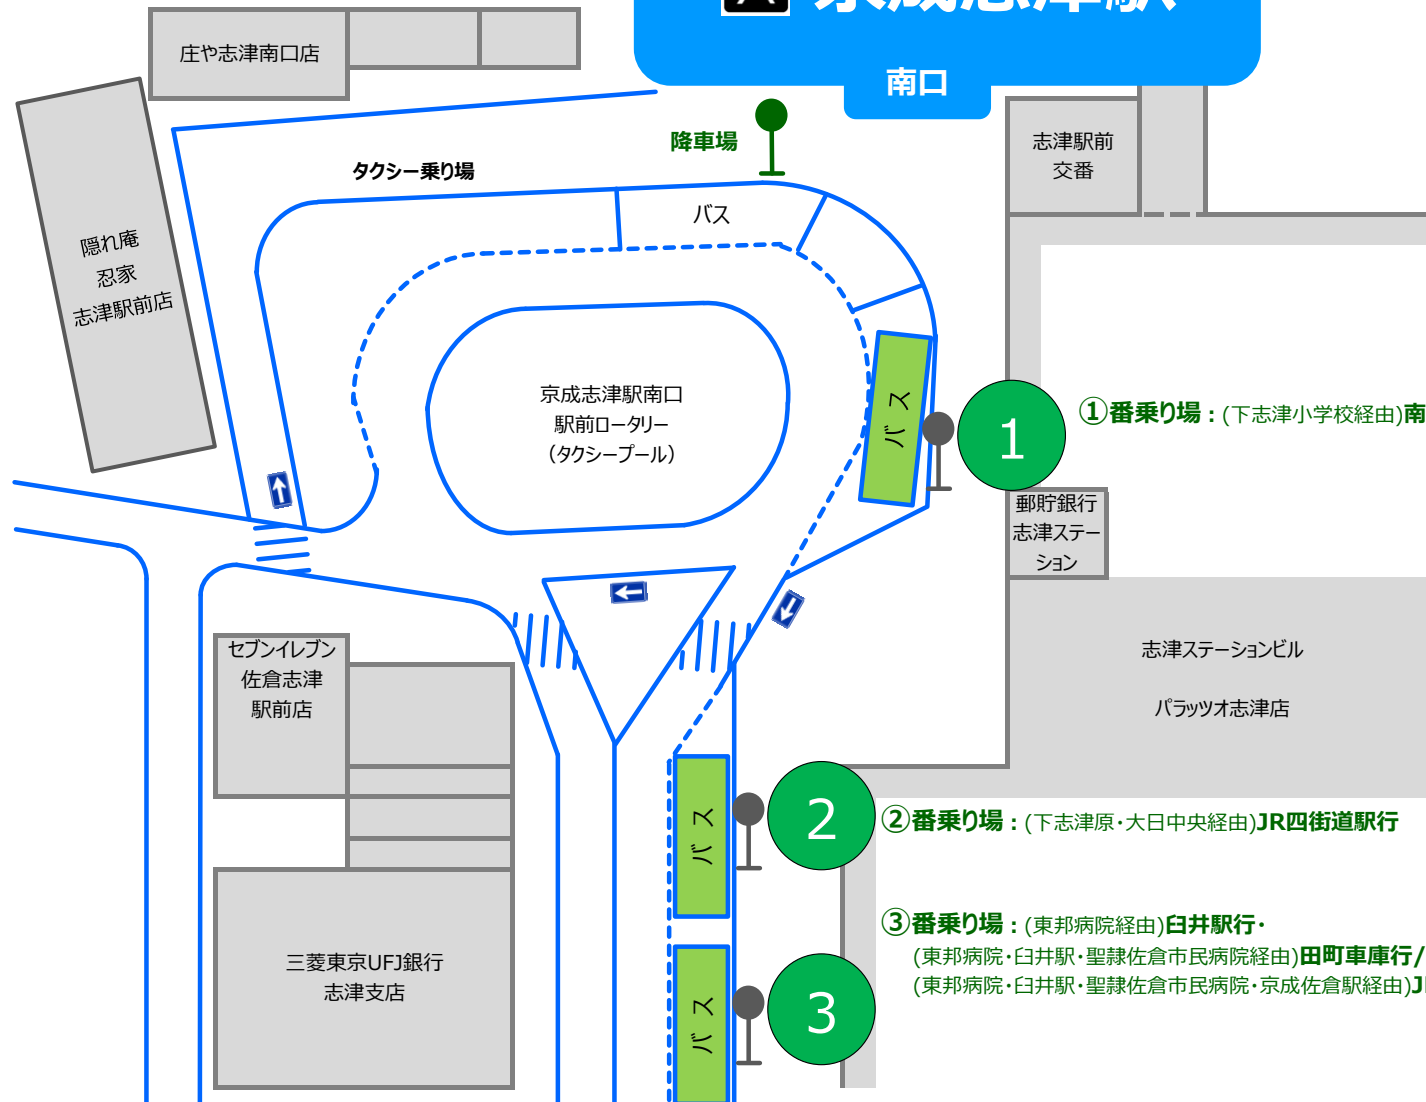 京成志津駅
南口
庄や志津南口店
降車場
志津駅前
交番
タクシー乗り場
バス
隠れ庵
忍家
志津駅前店
京成志津駅南口
駅前ロータリー
（タクシープール）
バス
1
①番乗り場：(下志津小学校経由)南
郵貯銀行
志津ステー
ション
セブンイレブン
佐倉志津
駅前店
志津ステーションビル
パラッツオ志津店
バス
2
②番乗り場：(下志津原・大日中央経由)JR四街道駅行
③番乗り場：(東邦病院経由)臼井駅行・
(東邦病院・臼井駅・聖隷佐倉市民病院経由)田町車庫行/
(東邦病院・臼井駅・聖隷佐倉市民病院・京成佐倉駅経由)J
三菱東京UFJ銀行
志津支店
バス
3